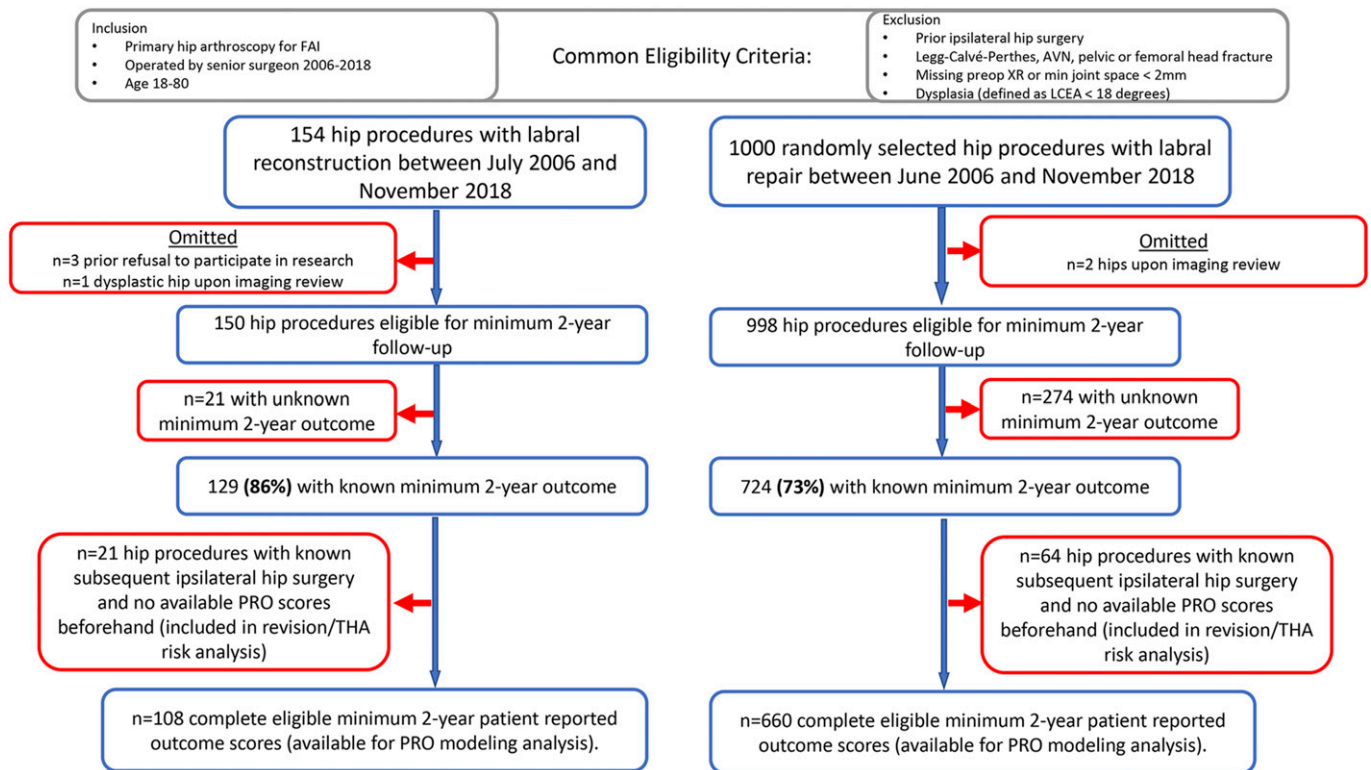 Inclusion
• Primary hip arthroscopy for FAI
• Operated by senior surgeon 2006-2018
• Age 18-80
Common Eligibility Criteria:
Exclusion
• Prior ipsilateral hip surgery
• Legg-Calvé-Perthes, AVN, pelvic or femoral head fracture
• Missing preop XR or min joint space < 2mm
• Dysplasia (defined as LCEA < 18 degrees)
154 hip procedures with labral
reconstruction between July 2006 and
November 2018
1000 randomly selected hip procedures with labral
repair between June 2006 and November 2018
Omitted
n=3 prior refusal to participate in research
n=1 dysplastic hip upon imaging review
Omitted
n=2 hips upon imaging review
150 hip procedures eligible for minimum 2-year
follow-up
998 hip procedures eligible for minimum 2-year
follow-up
n=21 with unknown
minimum 2-year outcome
n=274 with unknown
minimum 2-year outcome
129 (86%) with known minimum 2-year outcome
724 (73%) with known minimum 2-year outcome
n=21 hip procedures with known
subsequent ipsilateral hip surgery
and no available PRO scores
beforehand (included in revision/THA
risk analysis)
n=64 hip procedures with known
subsequent ipsilateral hip surgery
and no available PRO scores
beforehand (included in revision/THA
risk analysis)
n=108 complete eligible minimum 2-year patient reported
outcome scores (available for PRO modeling analysis).
n=660 complete eligible minimum 2-year patient reported
outcome scores (available for PRO modeling analysis).